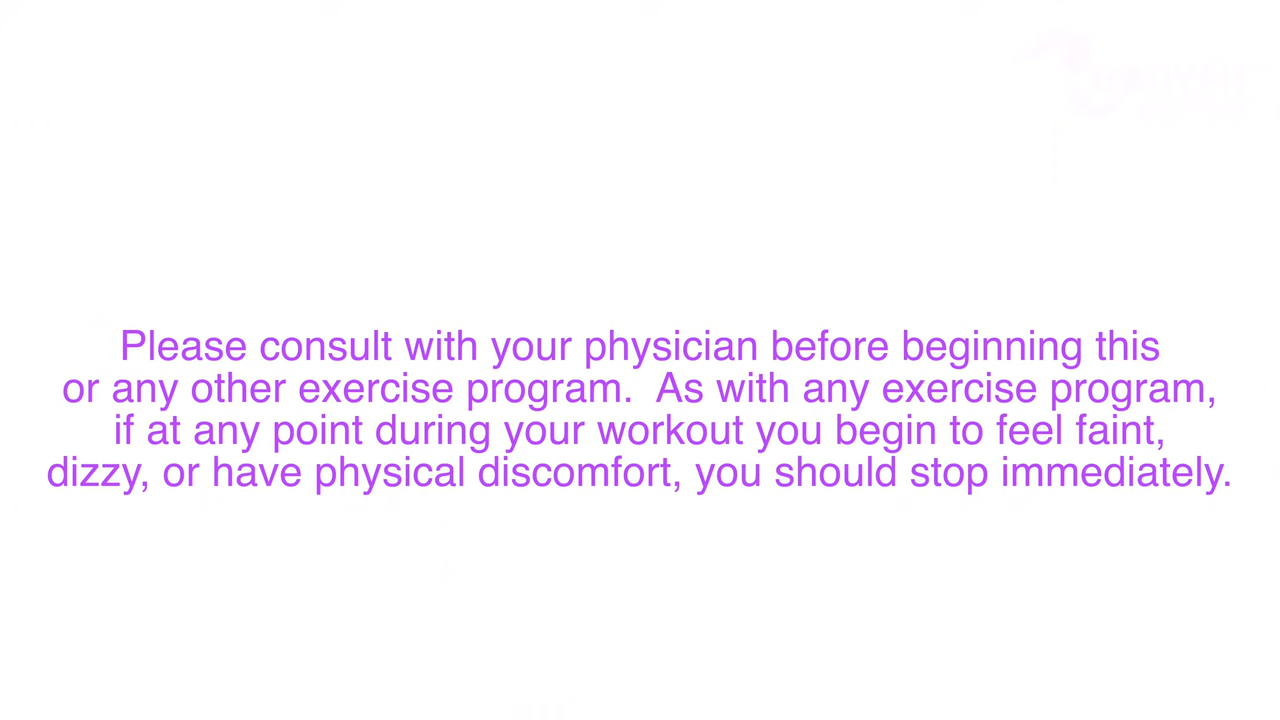 Please consult with your physician before beginning this
or any other exercise program.  As with any exercise program,
if at any point during your workout you begin to feel faint,
dizzy, or have physical discomfort, you should stop immediately.